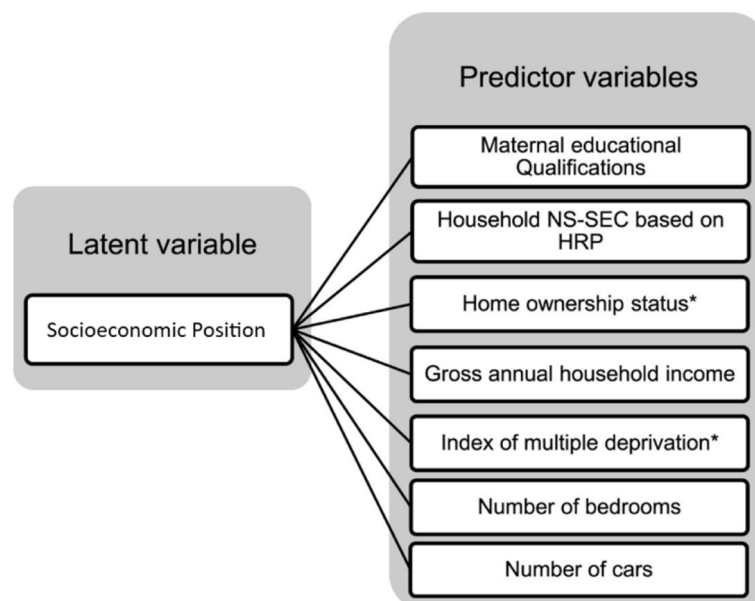 Predictor variables
Maternal educational
Qualifications
Household NS-SEC based on
HRP
Latent variable
Home ownership status*
Socioeconomic Position
Gross annual household income
Index of multiple deprivation*
Number of bedrooms
Number of cars